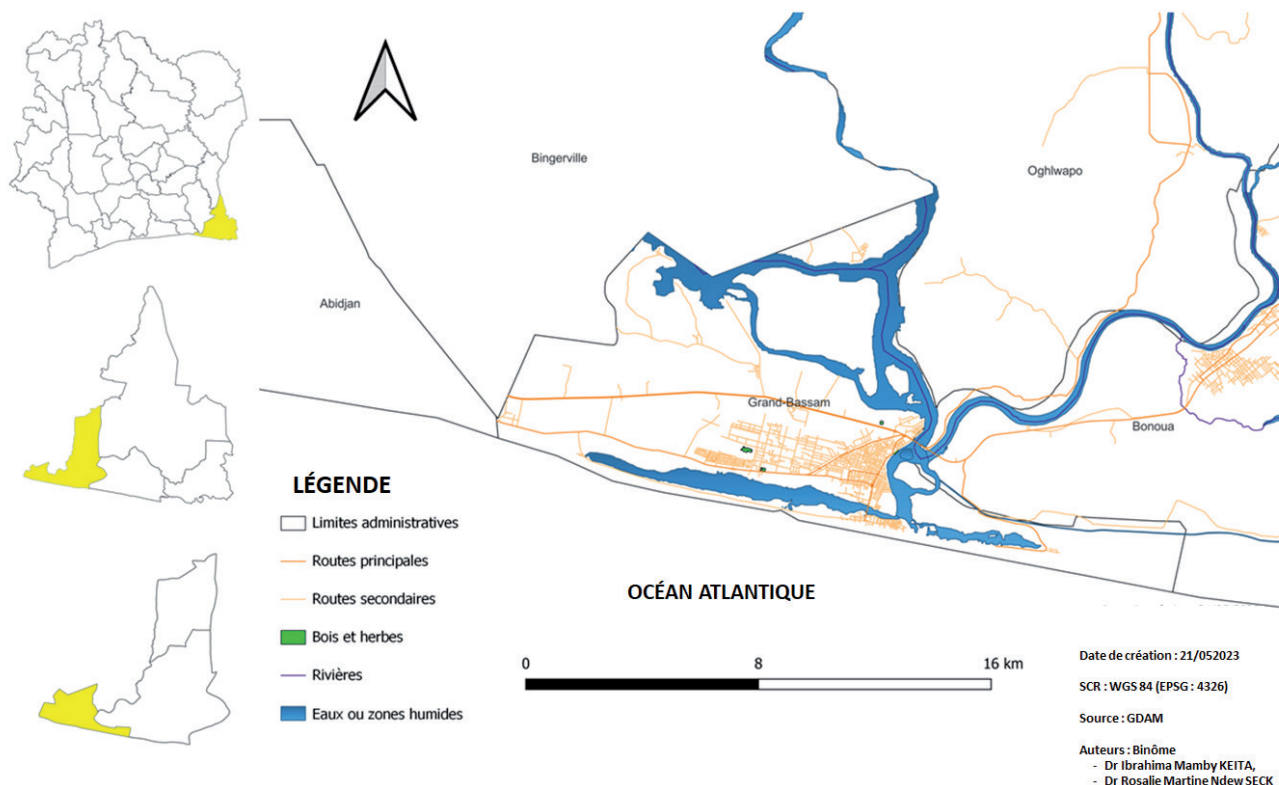 Bingerville
Oghlwapo
Abidjan
Grand-Bassam
Bonoua
LÉGENDE
Limites administratives
Routes principales
Routes secondaires
Bois et herbes
Rivières
Eaux ou zones humides
OCÉAN ATLANTIQUE
0 8 16 km
Date de création : 21/052023
SCR : WGS 84 (EPSG : 4326)
Source : GDAM
Auteurs : Binôme
- Dr Ibrahima Mamby KEITA,
- Dr Rosalie Martine Ndew SECK